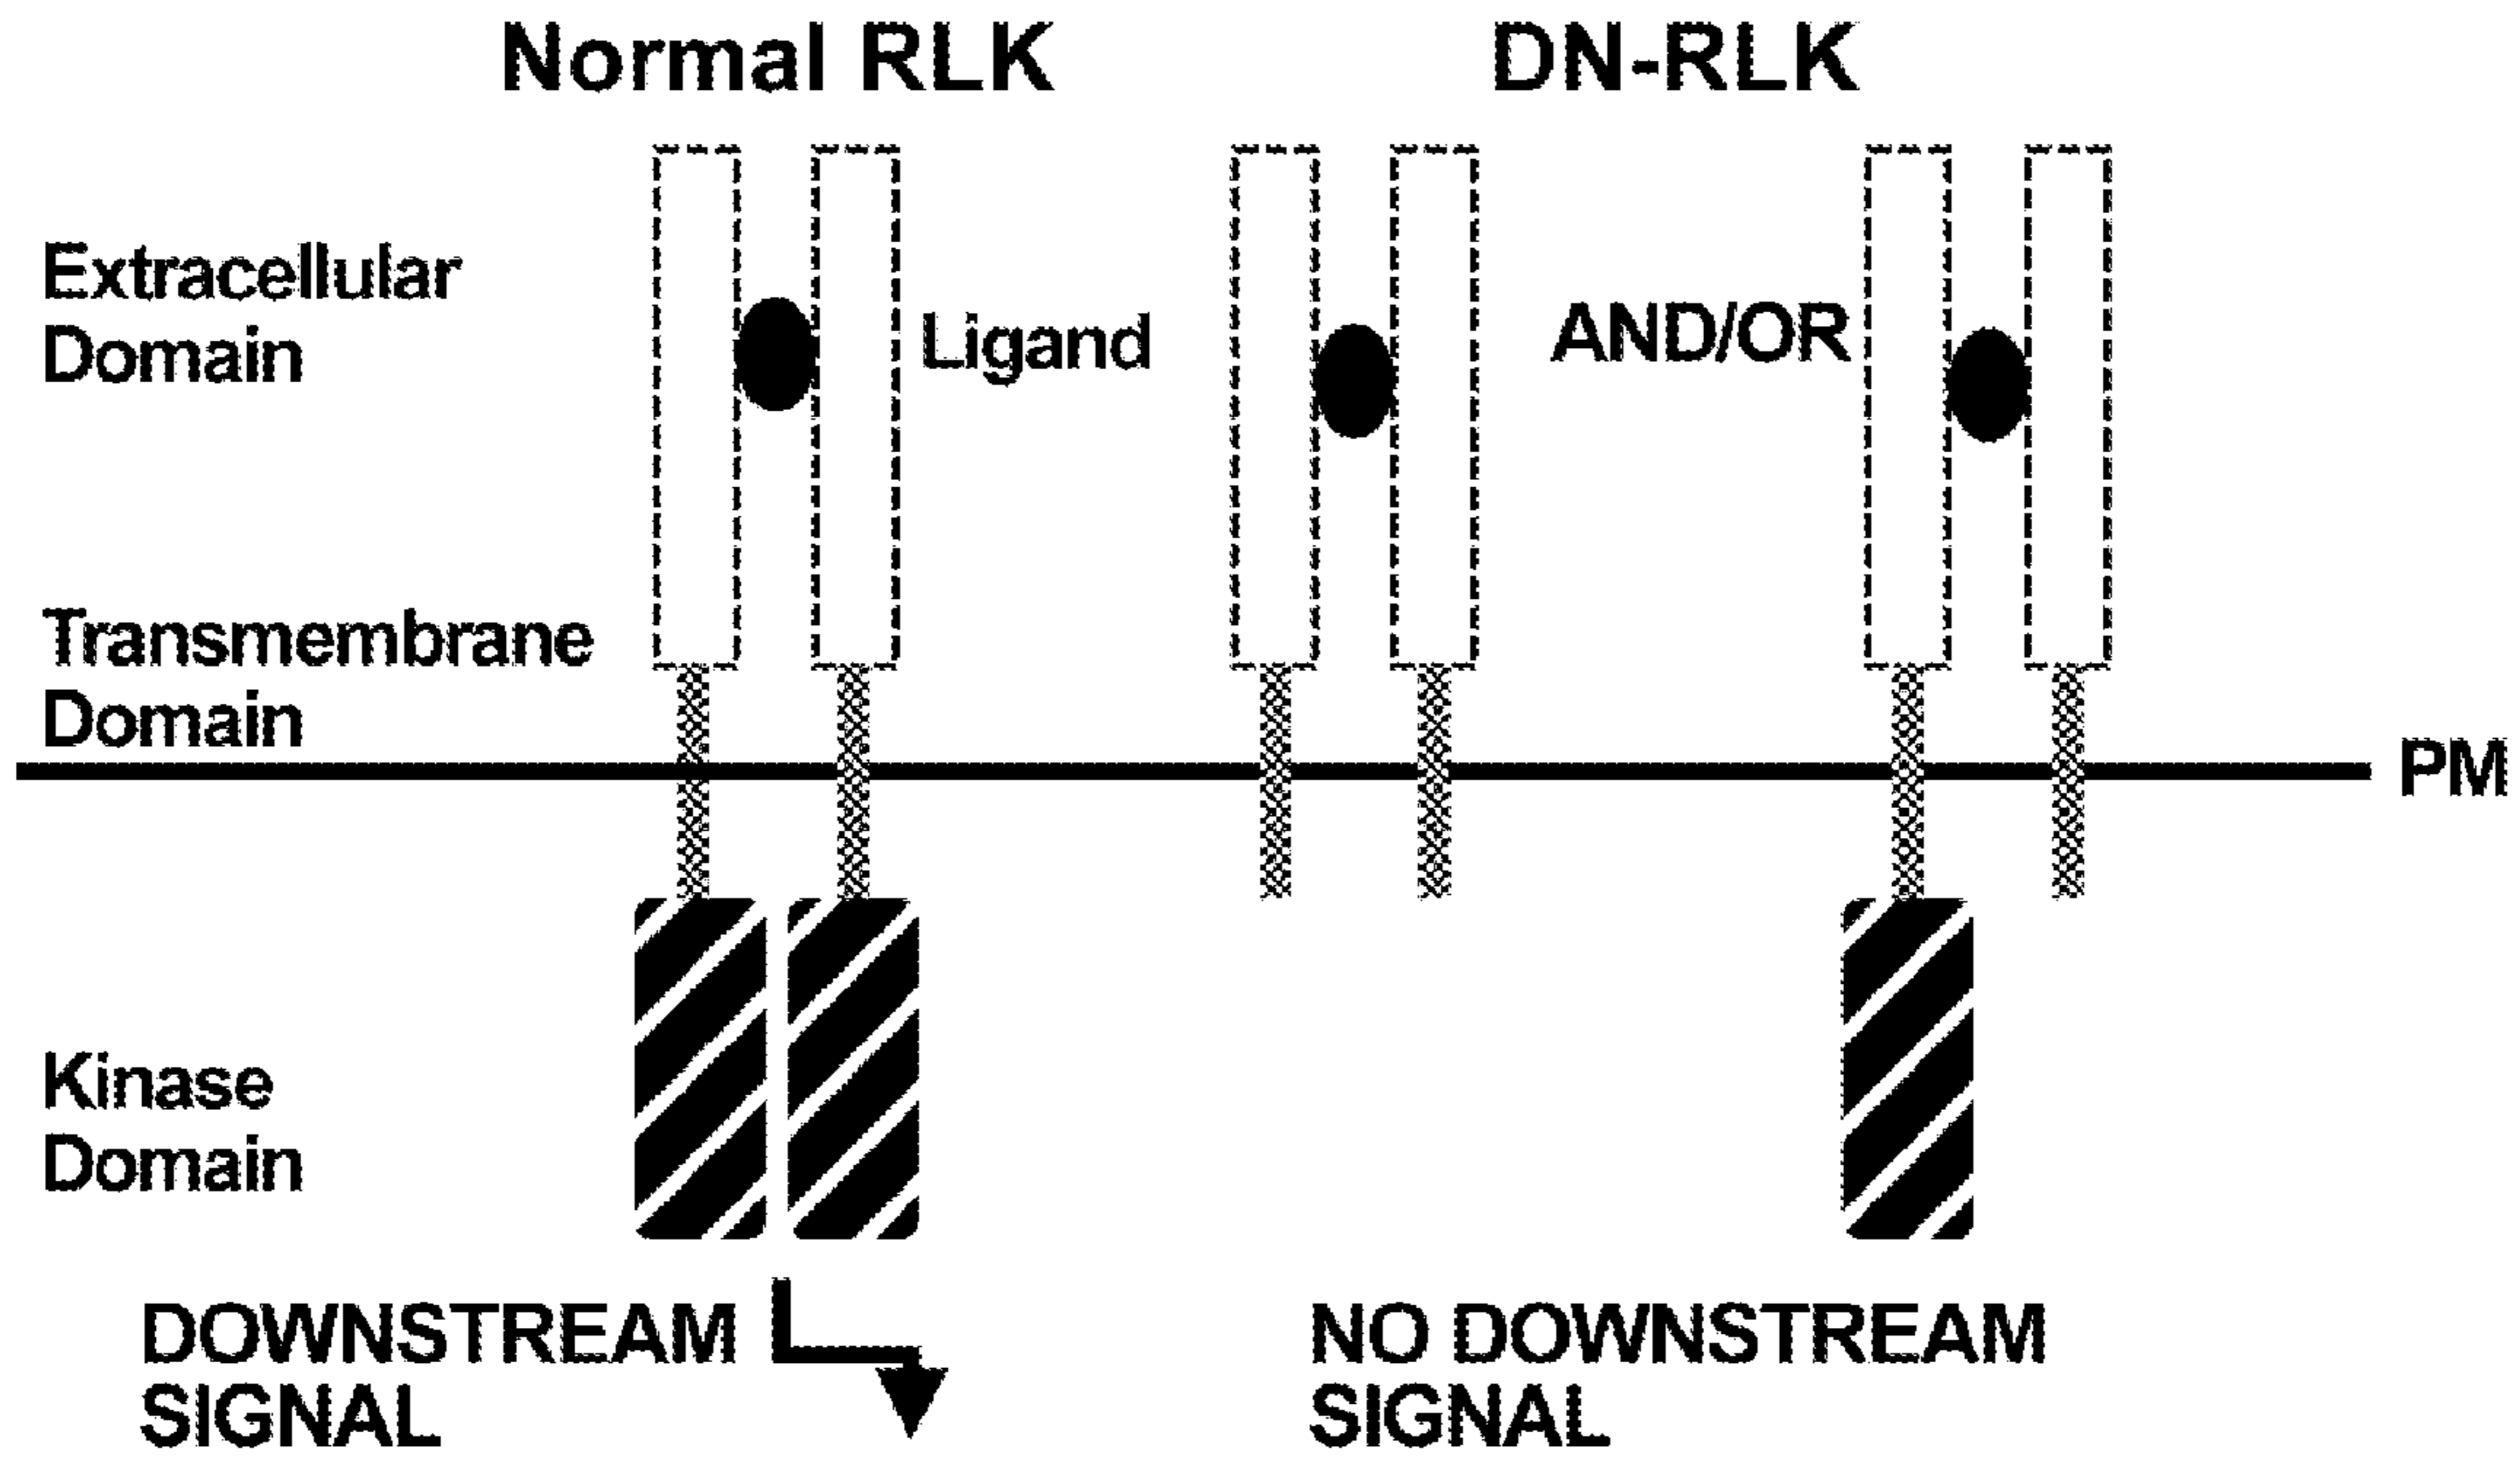 Normal RLK
DN-RLK
Extracellular
Domain
Ligand
AND/OR
Transmembrane
Domain
PM
Kinase
Domain
DOWNSTREAM
SIGNAL
NO DOWNSTREAM
SIGNAL